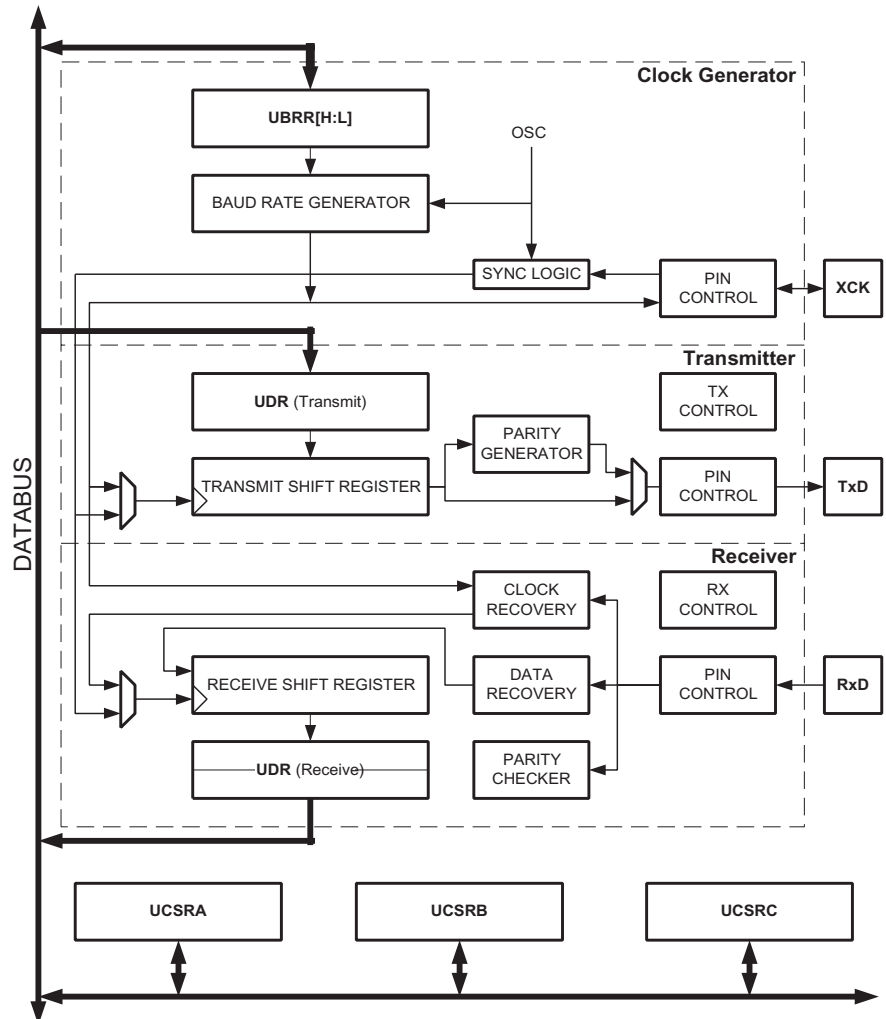 Clock Generator
UBRR[H:L]
OSC
BAUD RATE GENERATOR
SYNC LOGIC
PIN
CONTROL
XCK
Transmitter
UDR (Transmit)
TX
CONTROL
PARITY
GENERATOR
TRANSMIT SHIFT REGISTER
PIN
CONTROL
TxD
DATABUS
Receiver
CLOCK
RECOVERY
RX
CONTROL
RECEIVE SHIFT REGISTER
DATA
RECOVERY
PIN
CONTROL
RxD
UDR (Receive)
PARITY
CHECKER
UCSRA
UCSRB
UCSRC